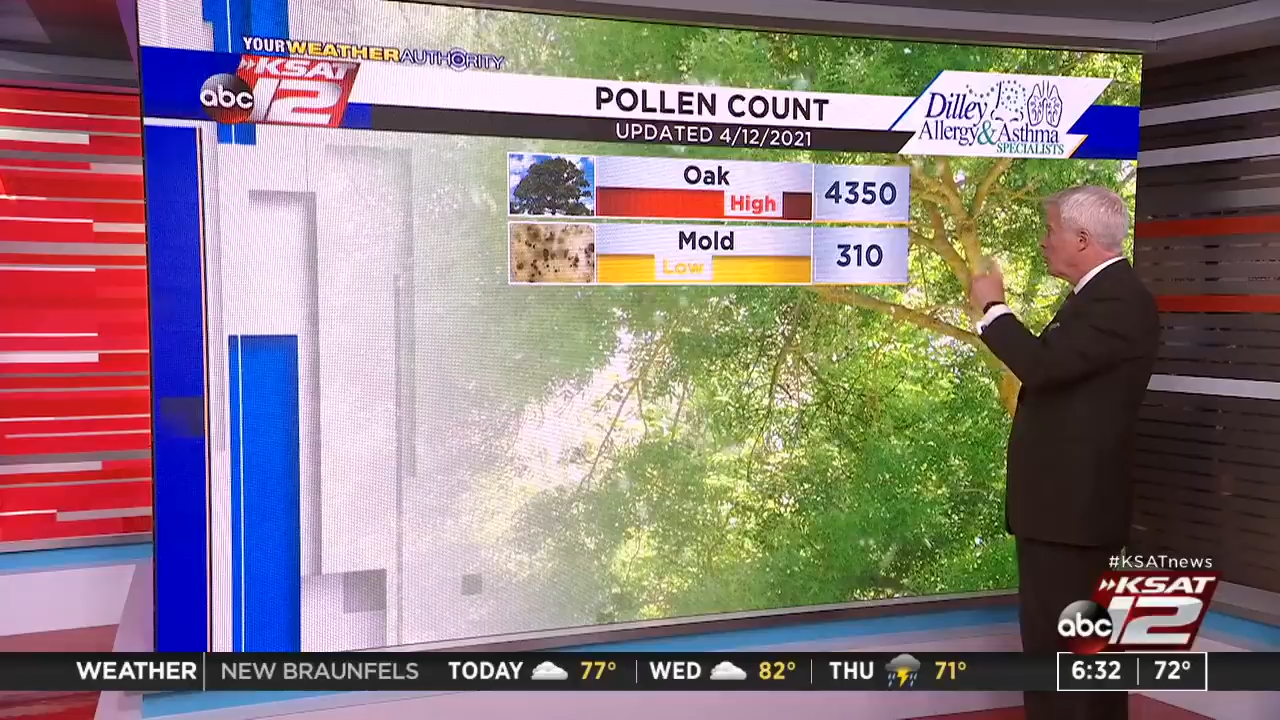 YOUR WEATHER AUTHORITY
KSAT
abc 12
POLLEN COUNT
UPDATED 4/12/2021
Dilley
Allergy & Asthma
SPECIALISTS
Oak
High
4350
Mold
Low
310
#KSATnews
KSAT
abc 12
WEATHER NEW BRAUNFELS TODAY 77° WED 82° THU 71° 6:32 72°